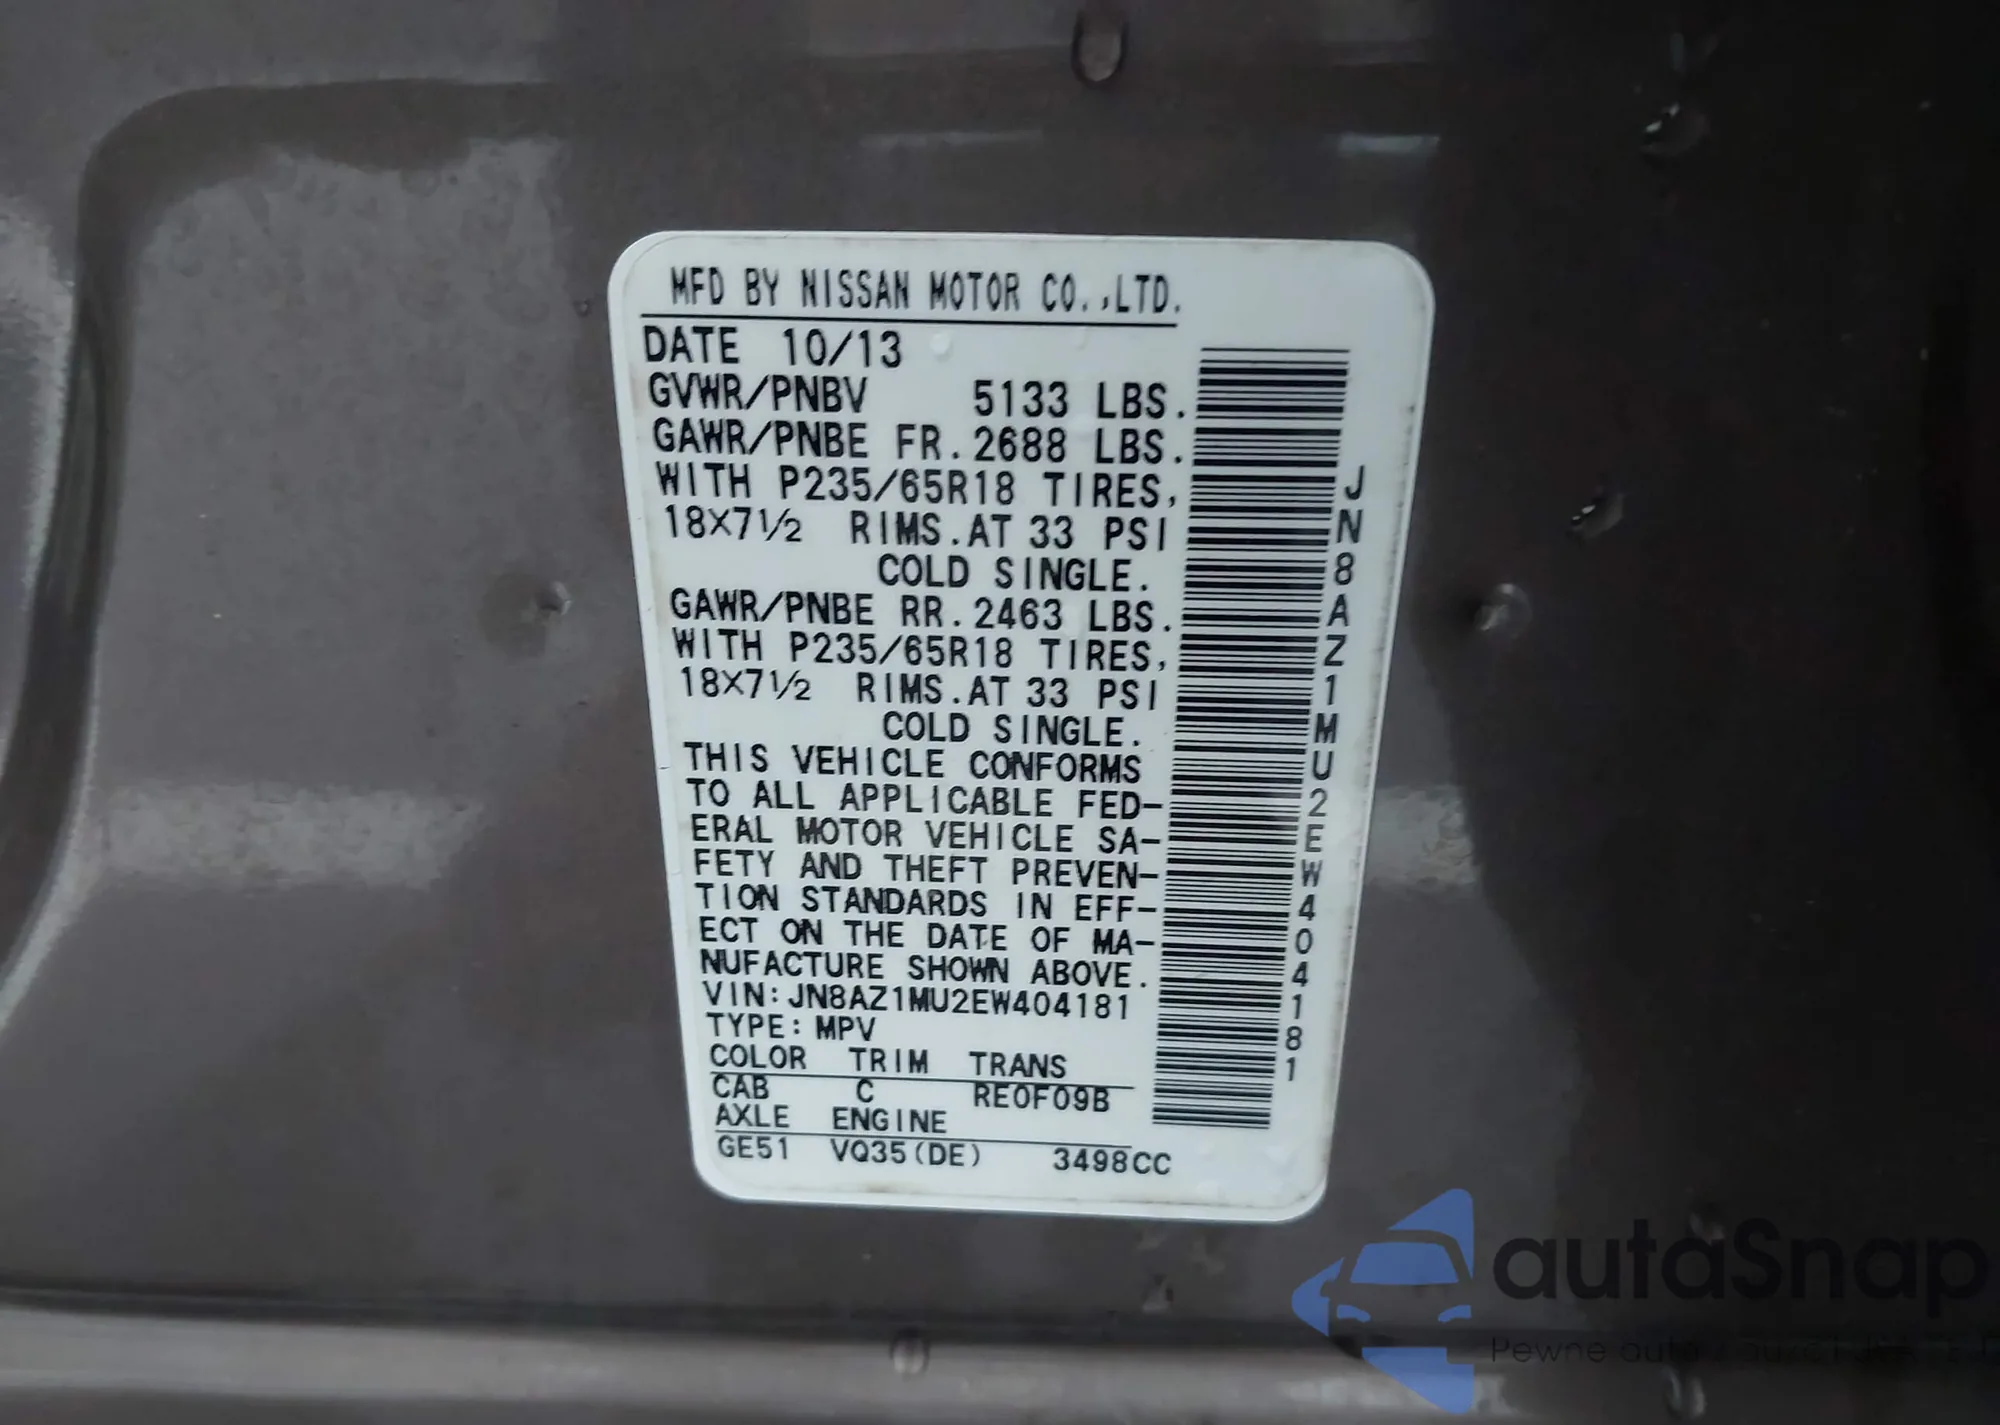 MFD BY NISSAN MOTOR CO.,LTD.
DATE 10/13
GVWR/PNBV 5133 LBS.
GAWR/PNBE FR. 2688 LBS.
WITH P235/65R18 TIRES,
18X7½ RIMS. AT 33 PSI
COLD SINGLE.
GAWR/PNBE RR. 2463 LBS.
WITH P235/65R18 TIRES,
18X7½ RIMS. AT 33 PSI
COLD SINGLE.
THIS VEHICLE CONFORMS
TO ALL APPLICABLE FED-
ERAL MOTOR VEHICLE SA-
FETY AND THEFT PREVEN-
TION STANDARDS IN EFF-
ECT ON THE DATE OF MA-
NUFACTURE SHOWN ABOVE.
VIN: JN8AZ1MU2EW404181
TYPE: MPV
COLOR TRIM TRANS
CAB C RE0F09B
AXLE ENGINE
GE51 VQ35(DE) 3498CC
JN8AZ1MU2EW404181
autaSnap
Pewne auta z